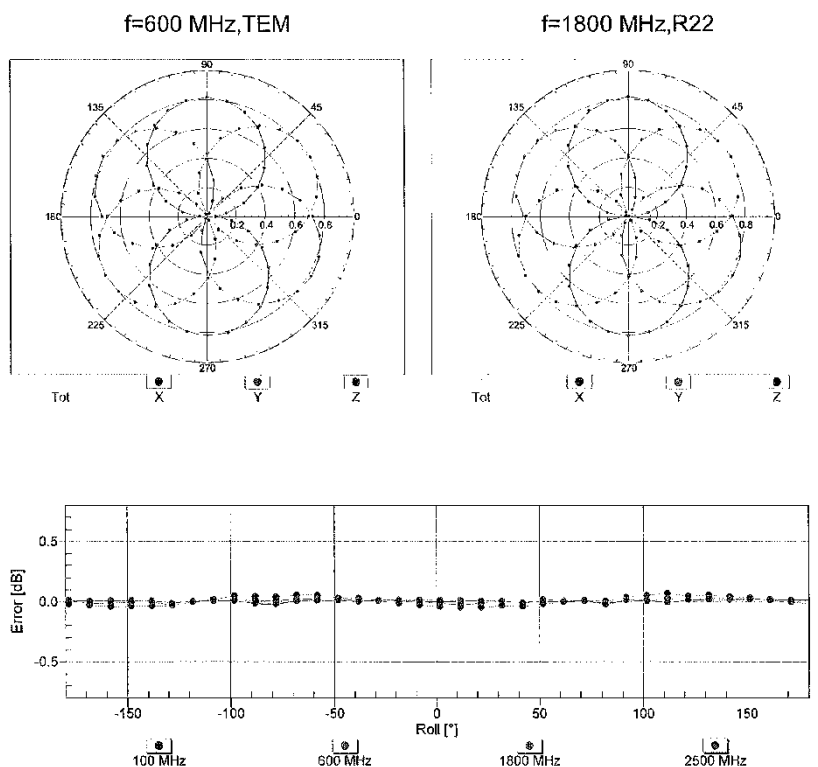 f=600 MHz,TEM
f=1800 MHz,R22
90
90
135
45
135
45
180
0.2
0.4
0.6
0.8
0
180
0.2
0.4
0.6
0.8
0
225
315
225
315
270
270
Tot
X
Y
Z
Tot
X
Y
Z
Error [dB]
0.5
0.0
-0.5
-150
-100
-50
0
50
100
150
Roll [°]
100 MHz
600 MHz
1800 MHz
2500 MHz